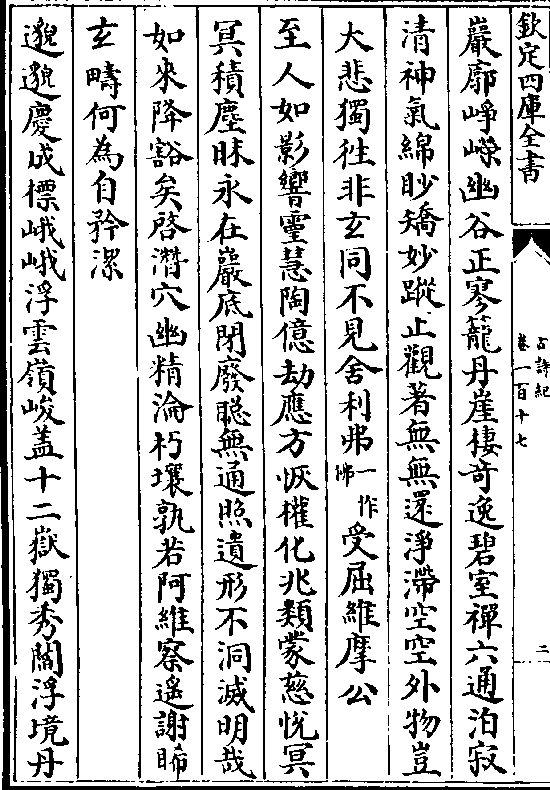 欽定四庫全書
古詩紀
卷一百十七
二
巖廓崢嶸幽谷正寥籠丹崖棲奇逸碧室禪六通泊寂
清神氣綿眇矯妙蹤止觀著無無還淨滯空空外物豈
大悲獨往非玄同不見舍利弗一作怫受屈維摩公
至人如影響靈慧陶億劫應方恢權化兆類蒙慈悅冥
冥積塵昧永在巖底閉廢聰無通照遺形不洞滅明哉
如來降豁矣啓潛穴幽精淪朽壤孰若阿維察遙謝晞
玄疇何為自矜潔
邈邈慶成標峨峨浮雲嶺峻蓋十二嶽獨秀閻浮境丹